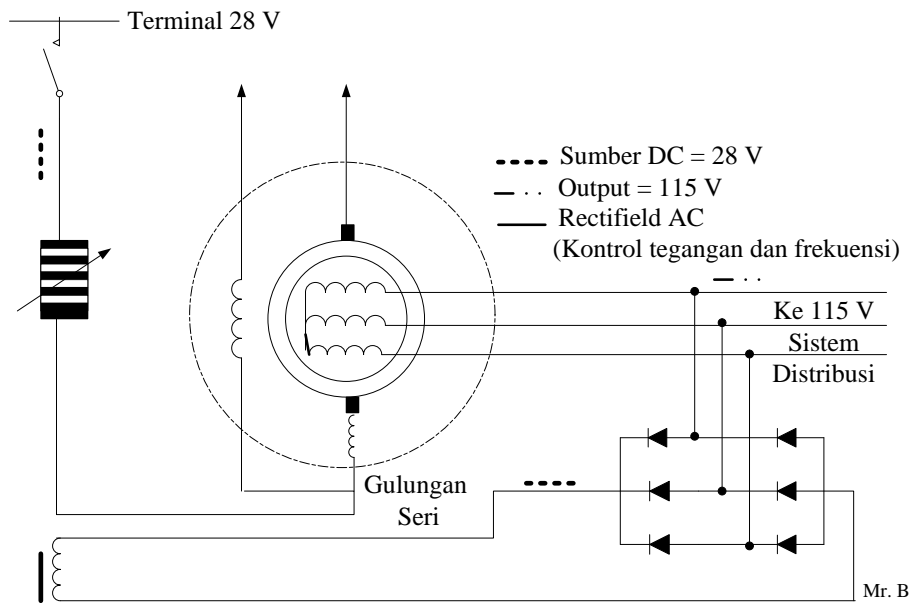 Terminal 28 V
Sumber DC = 28 V
Output = 115 V
Rectifield AC
(Kontrol tegangan dan frekuensi)
Ke 115 V
Sistem
Distribusi
Gulungan
Seri
Mr. B